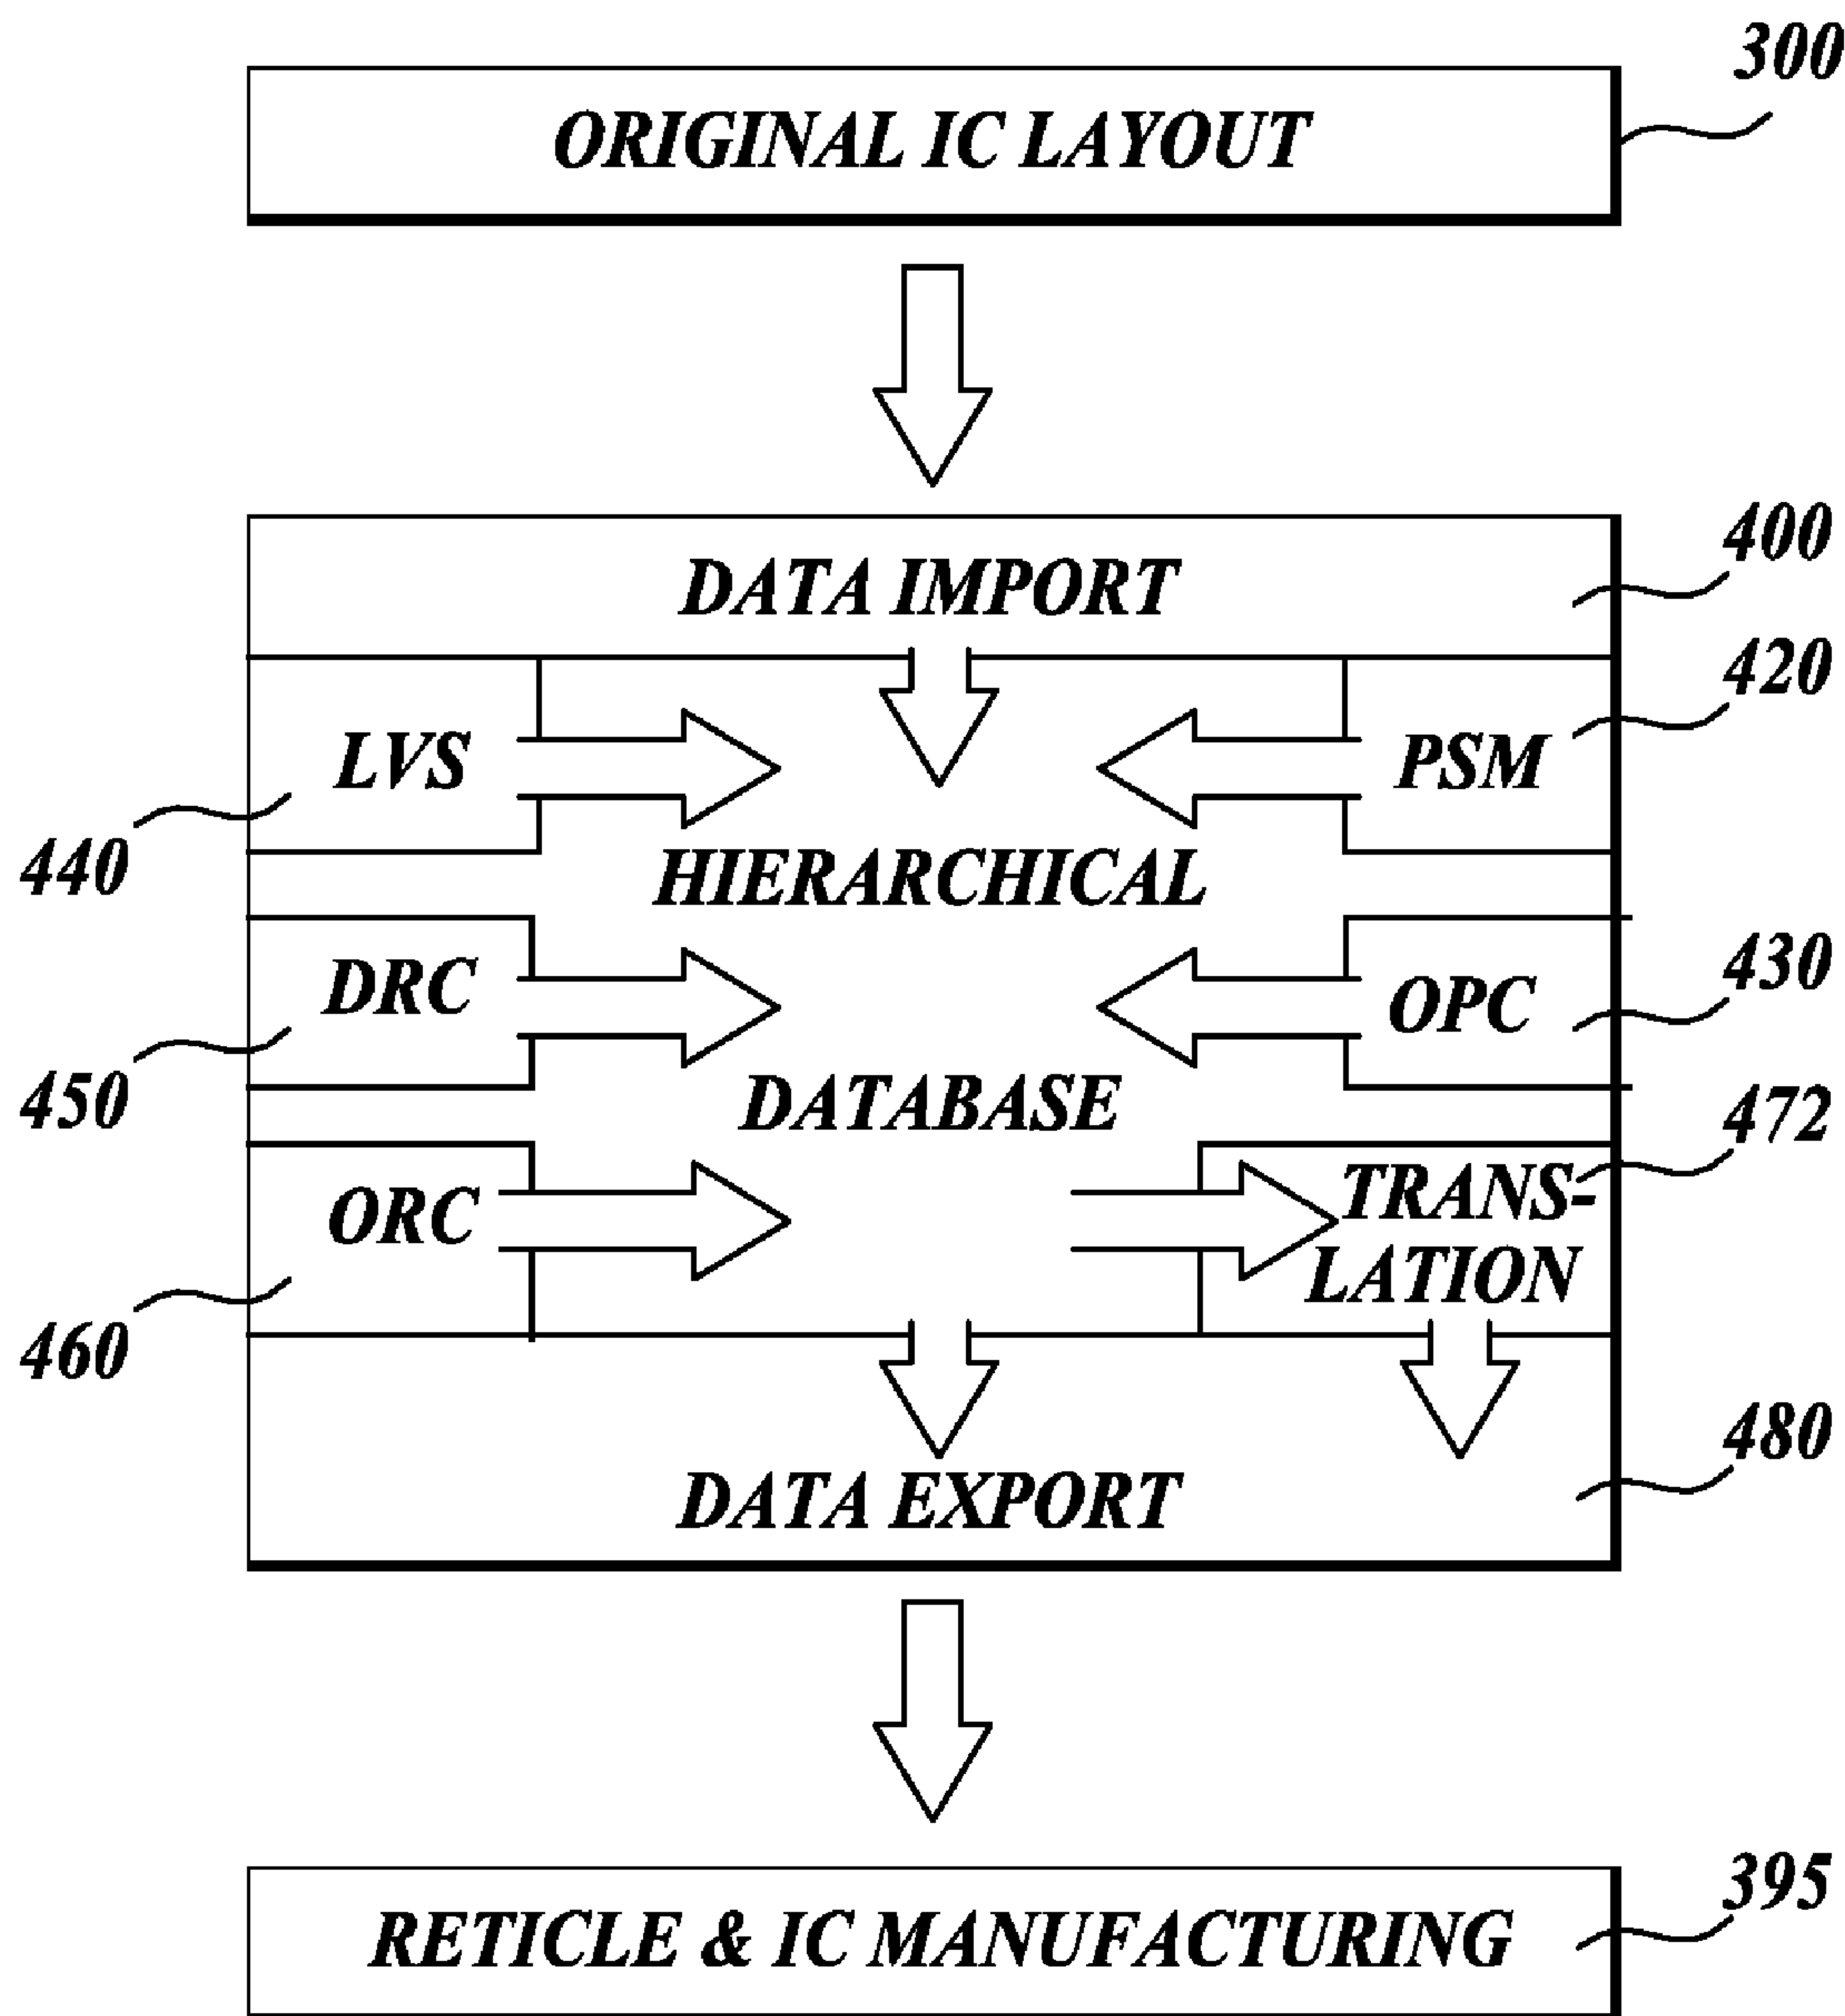 300
ORIGINAL IC LAYOUT
400
DATA IMPORT
420
LVS
PSM
440
HIERARCHICAL
430
DRC
OPC
450
DATABASE
472
ORC
TRANS-
LATION
460
480
DATA EXPORT
395
RETICLE & IC MANUFACTURING